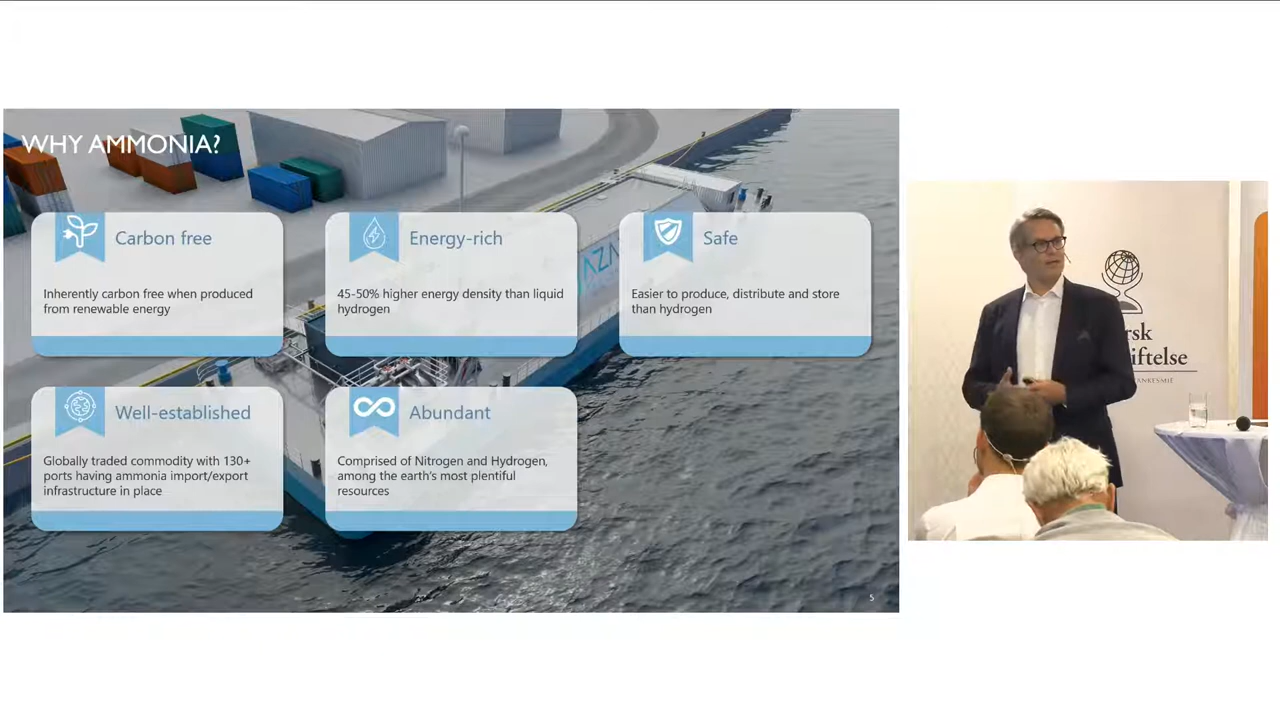 WHY AMMONIA?
Carbon free
Inherently carbon free when produced
from renewable energy
Energy-rich
45-50% higher energy density than liquid
hydrogen
Safe
Easier to produce, distribute and store
than hydrogen
Well-established
Globally traded commodity with 130+
ports having ammonia import/export
infrastructure in place
Abundant
Comprised of Nitrogen and Hydrogen,
among the earth's most plentiful
resources
5